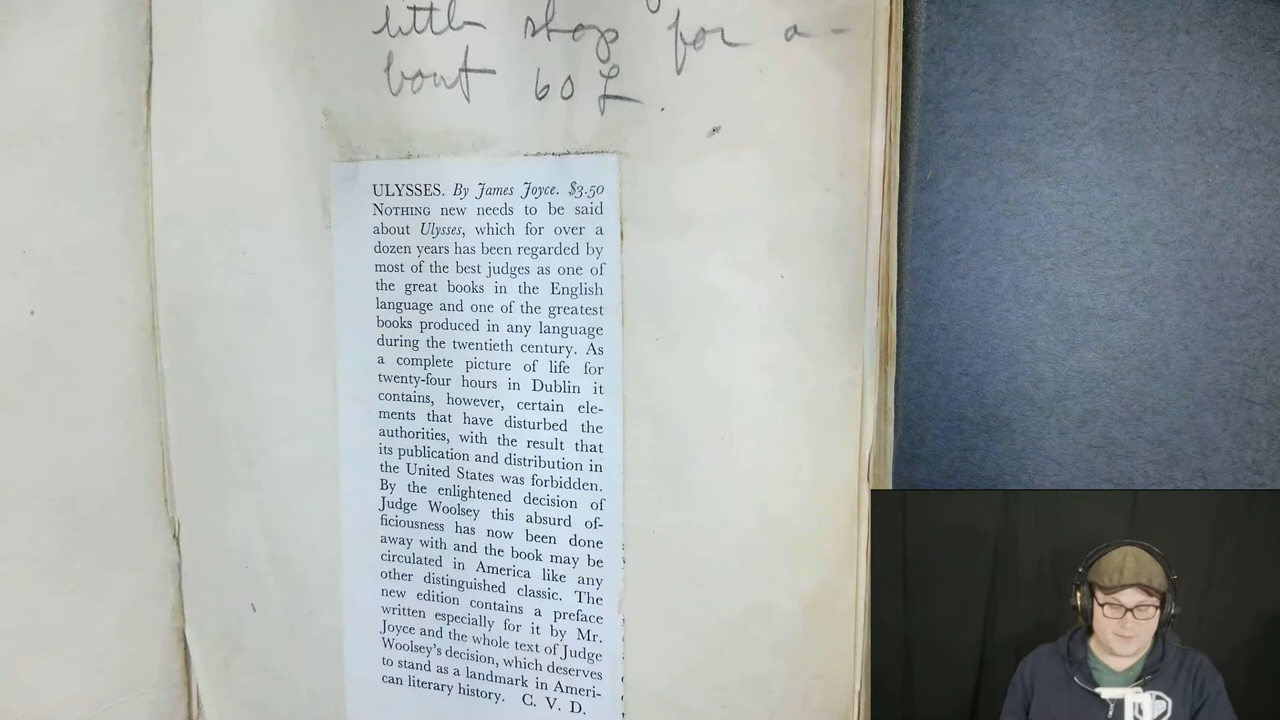 little shop for a-
bout 60 £.
ULYSSES. By James Joyce. $3.50
NOTHING new needs to be said
about Ulysses, which for over a
dozen years has been regarded by
most of the best judges as one of
the great books in the English
language and one of the greatest
books produced in any language
during the twentieth century. As
a complete picture of life for
twenty-four hours in Dublin it
contains, however, certain ele-
ments that have disturbed the
authorities, with the result that
its publication and distribution in
the United States was forbidden.
By the enlightened decision of
Judge Woolsey this absurd of-
ficiousness has now been done
away with and the book may be
circulated in America like any
other distinguished classic. The
new edition contains a preface
written especially for it by Mr.
Joyce and the whole text of Judge
Woolsey's decision, which deserves
to stand as a landmark in Ameri-
can literary history. C. V. D.